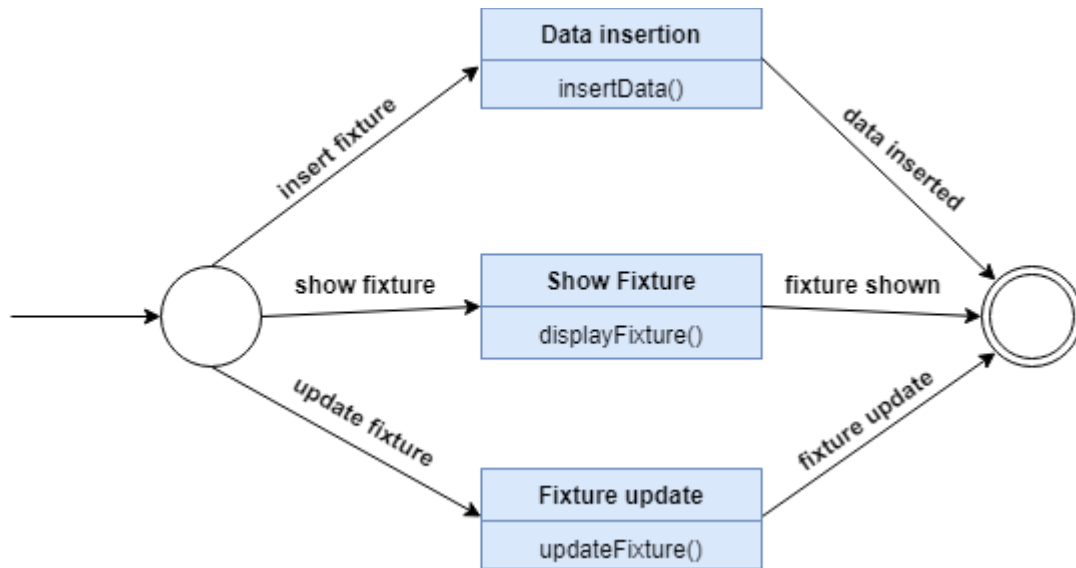 Data insertion
insertData()
insert fixture
data inserted
show fixture
Show Fixture
fixture shown
displayFixture()
update fixture
fixture update
Fixture update
updateFixture()